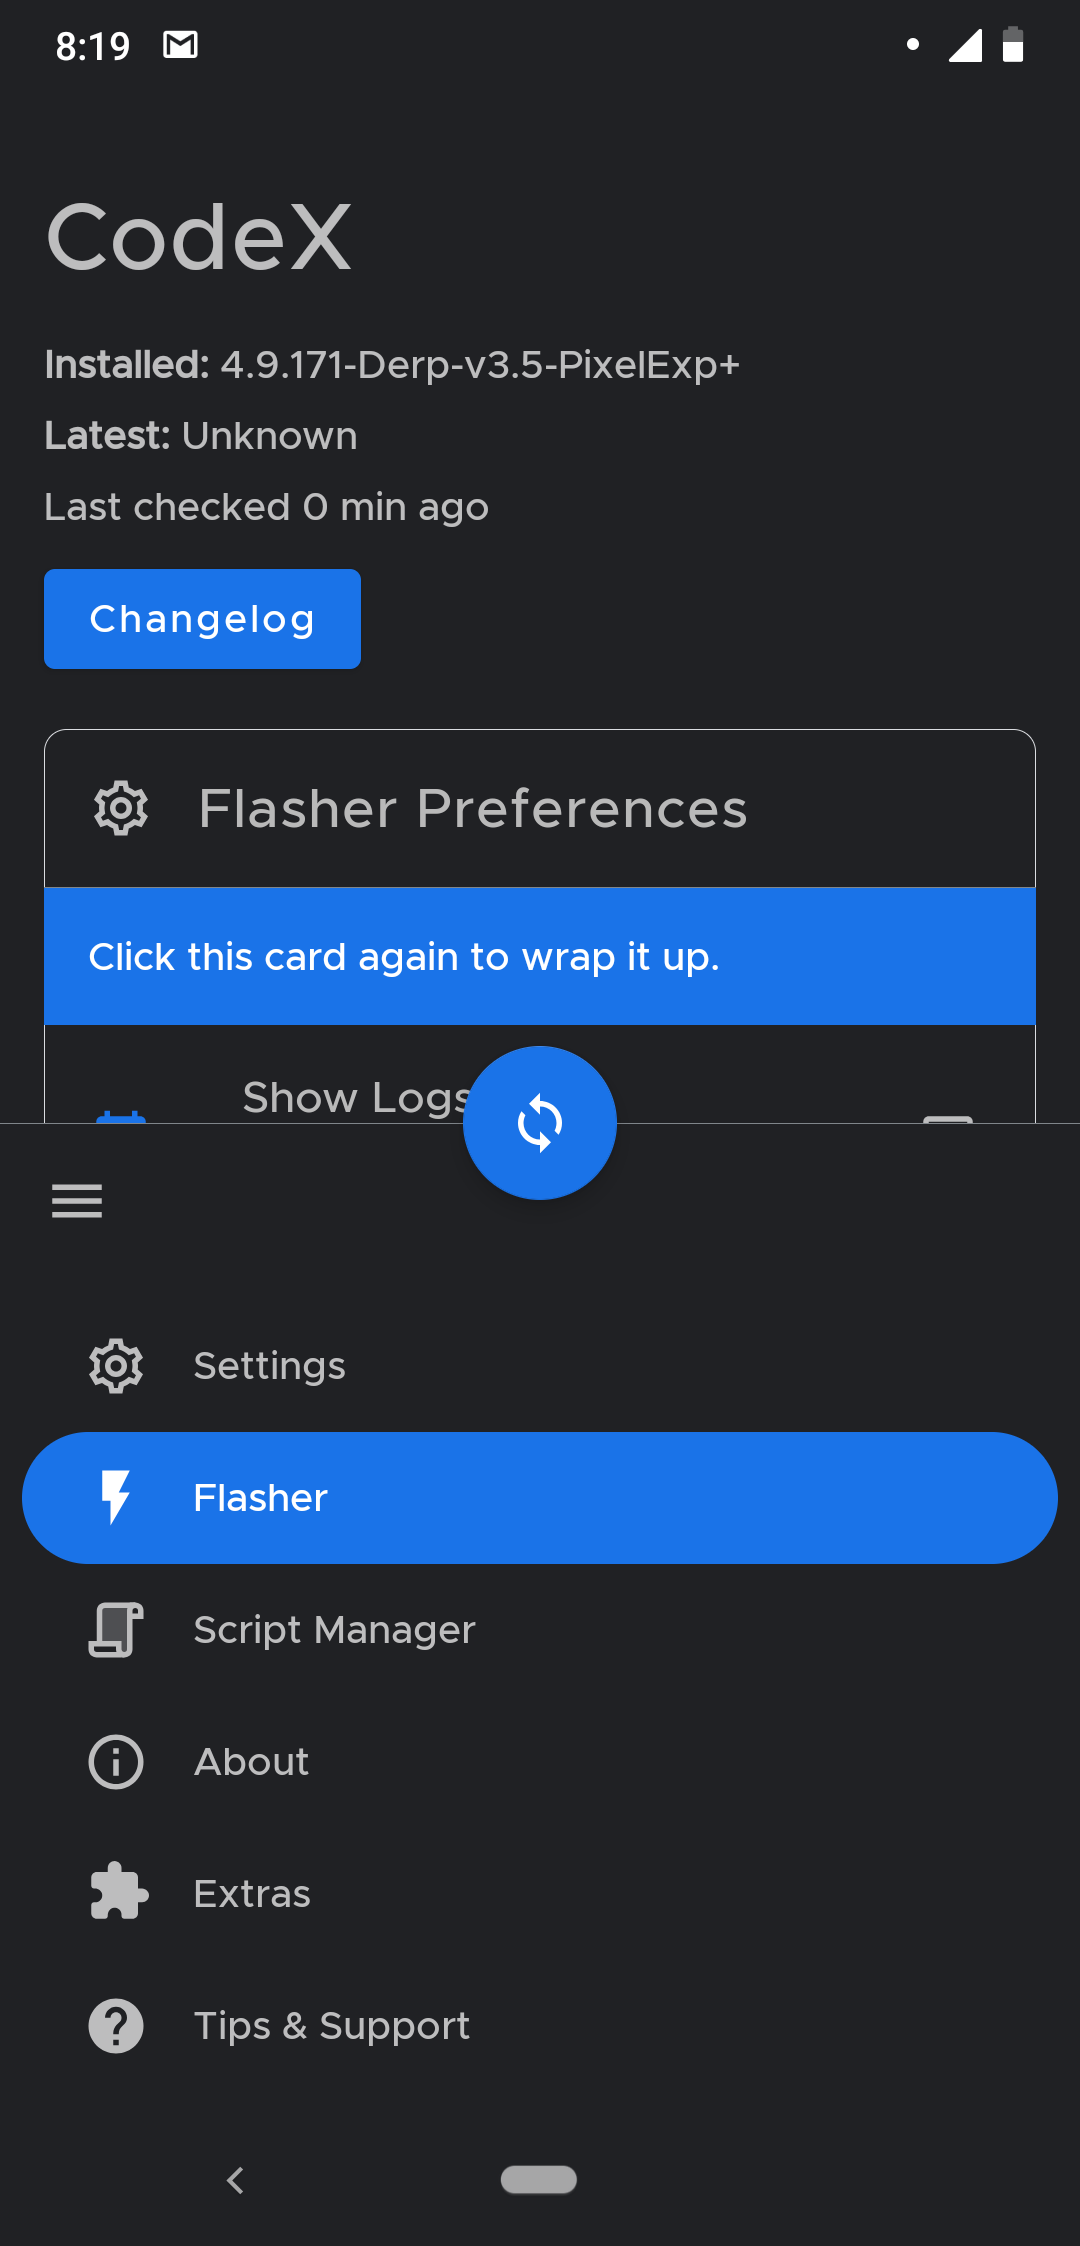 8:19
CodeX
Installed: 4.9.171-Derp-v3.5-PixelExp+
Latest: Unknown
Last checked 0 min ago
Changelog
Flasher Preferences
Click this card again to wrap it up.
Show Logs
Settings
Flasher
Script Manager
About
Extras
Tips & Support